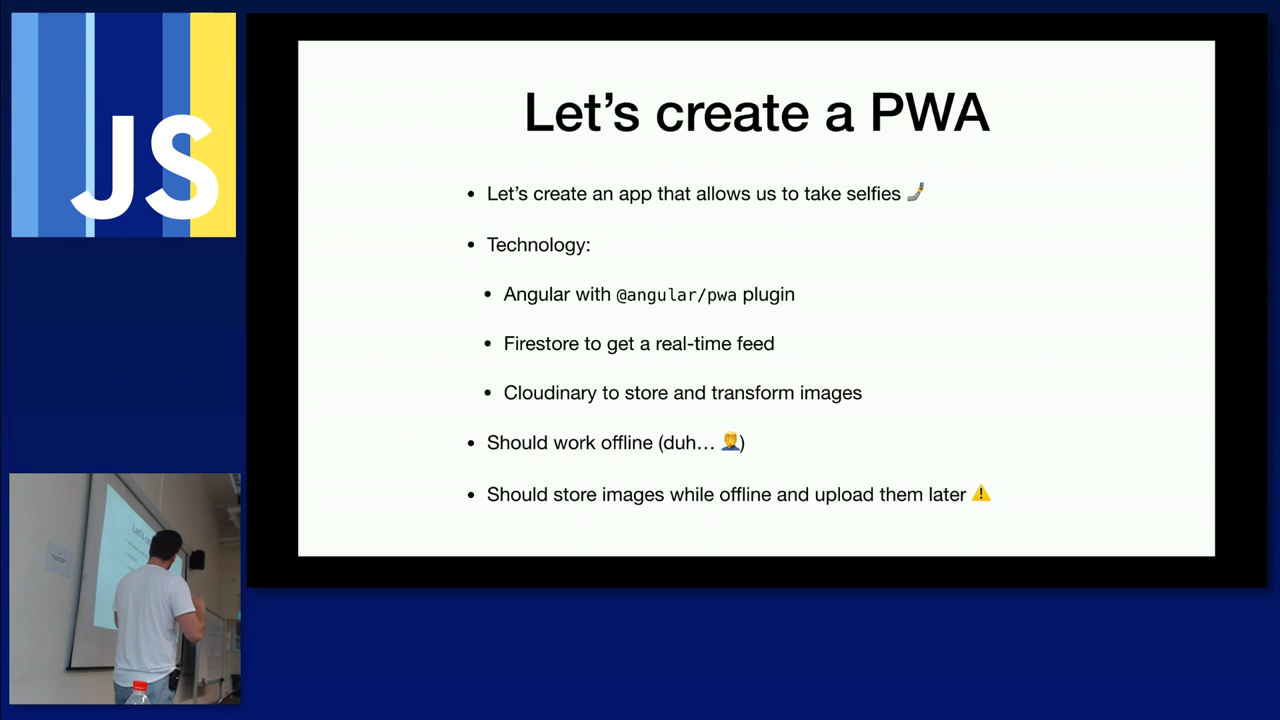 JS
Let’s create a PWA
• Let’s create an app that allows us to take selfies 🤳
• Technology:
• Angular with @angular/pwa plugin
• Firestore to get a real-time feed
• Cloudinary to store and transform images
• Should work offline (duh… 🤦‍♂️)
• Should store images while offline and upload them later ⚠️